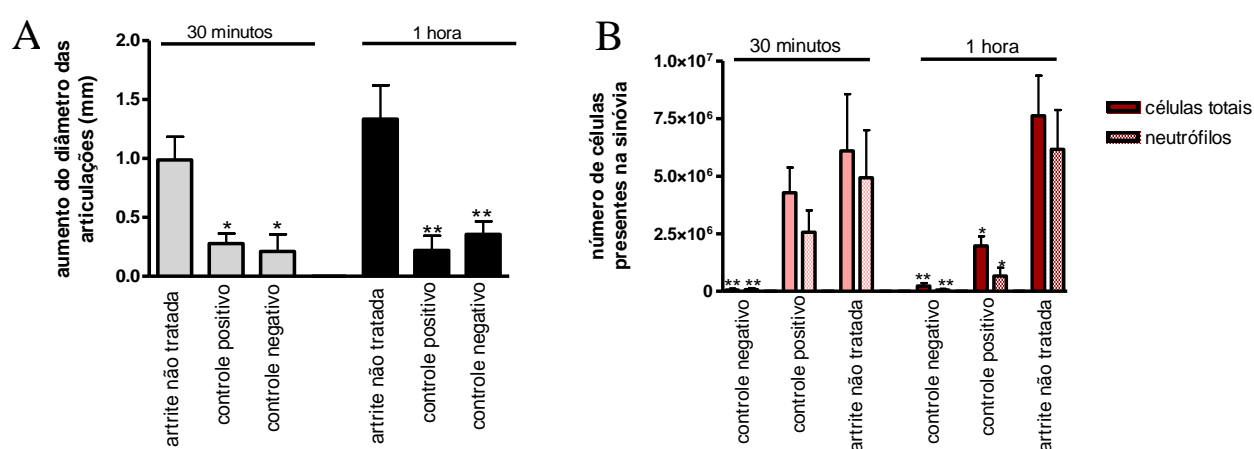 A
30 minutos
1 hora
aumento do diâmetro das
articulações (mm)
2.0
1.5
1.0
0.5
0.0
*
*
**
**
artrite não tratada
controle positivo
controle negativo
artrite não tratada
controle positivo
controle negativo
B
30 minutos
1 hora
número de células
presentes na sinóvia
1.0×10⁷
7.5×10⁶
5.0×10⁶
2.5×10⁶
0
**
**
**
**
*
*
controle negativo
controle positivo
artrite não tratada
controle negativo
controle positivo
artrite não tratada
células totais
neutrófilos